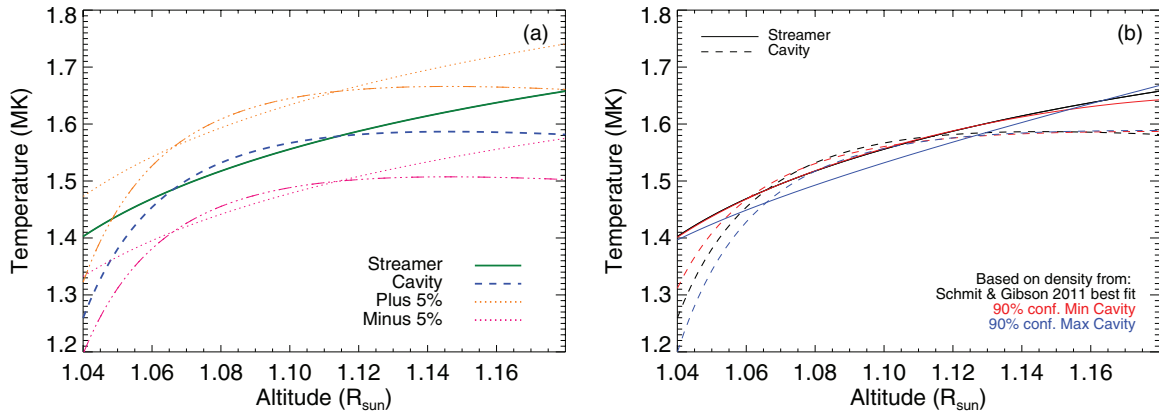 (a)
1.8
1.7
1.6
1.5
1.4
1.3
1.2
Temperature (MK)
Streamer
Cavity
Plus 5%
Minus 5%
1.04 1.06 1.08 1.10 1.12 1.14 1.16
Altitude (Rsun)
(b)
Streamer
Cavity
1.8
1.7
1.6
1.5
1.4
1.3
1.2
Temperature (MK)
Based on density from:
Schmit & Gibson 2011 best fit
90% conf. Min Cavity
90% conf. Max Cavity
1.04 1.06 1.08 1.10 1.12 1.14 1.16
Altitude (Rsun)